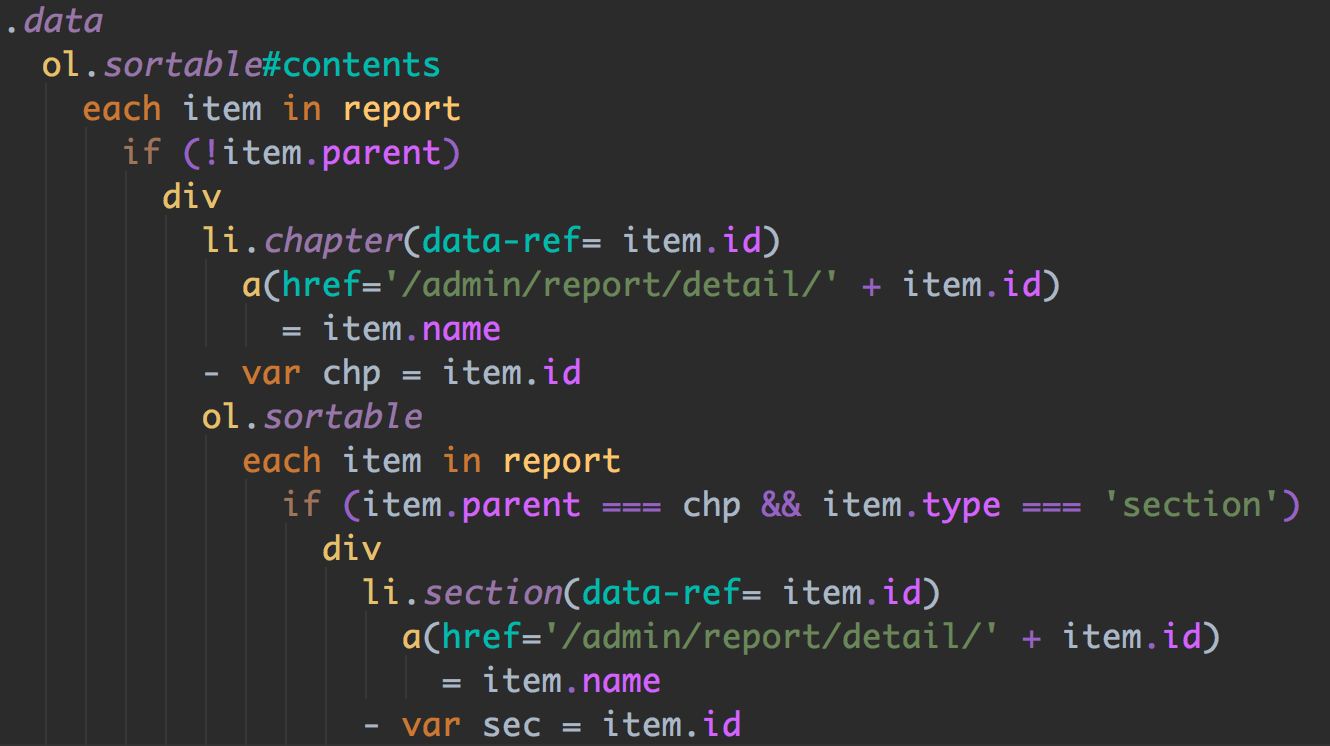 .data
  ol.sortable#contents
    each item in report
      if (!item.parent)
        div
          li.chapter(data-ref= item.id)
            a(href='/admin/report/detail/' + item.id)
              = item.name
          - var chp = item.id
          ol.sortable
            each item in report
              if (item.parent === chp && item.type === 'section')
                div
                  li.section(data-ref= item.id)
                    a(href='/admin/report/detail/' + item.id)
                      = item.name
                  - var sec = item.id